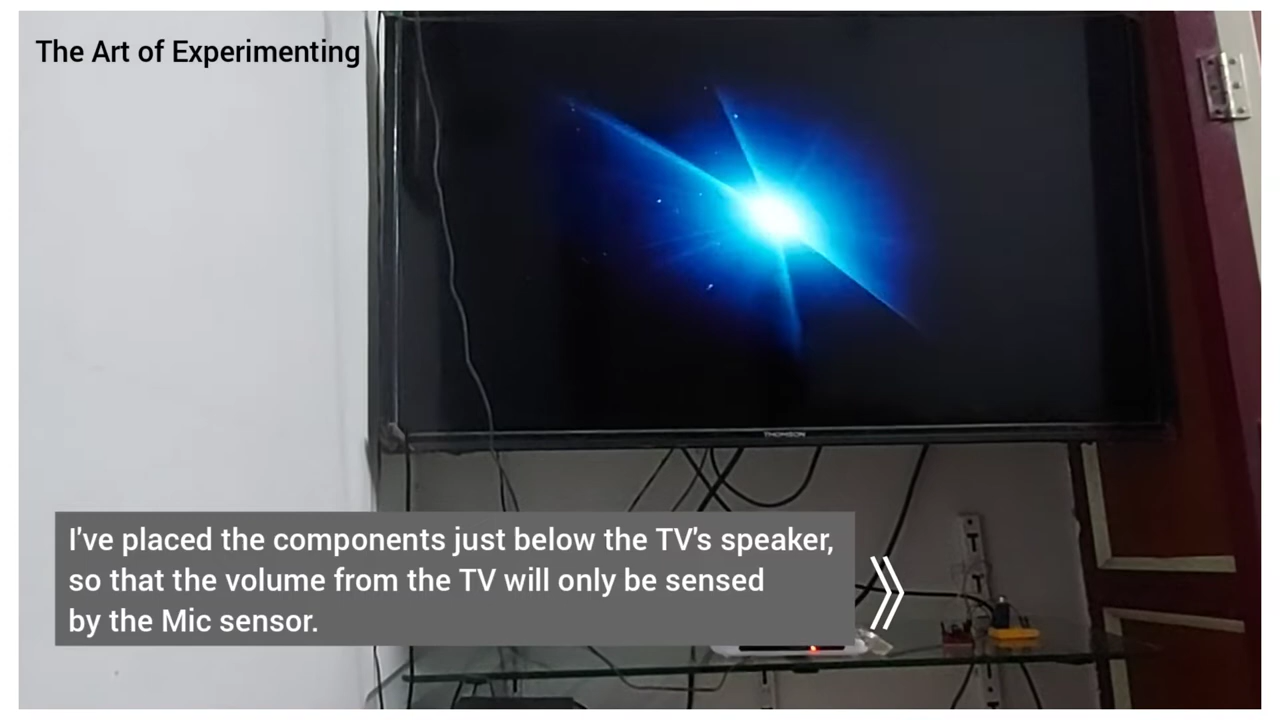 The Art of Experimenting
THOMSON
I've placed the components just below the TV's speaker,
so that the volume from the TV will only be sensed
by the Mic sensor.